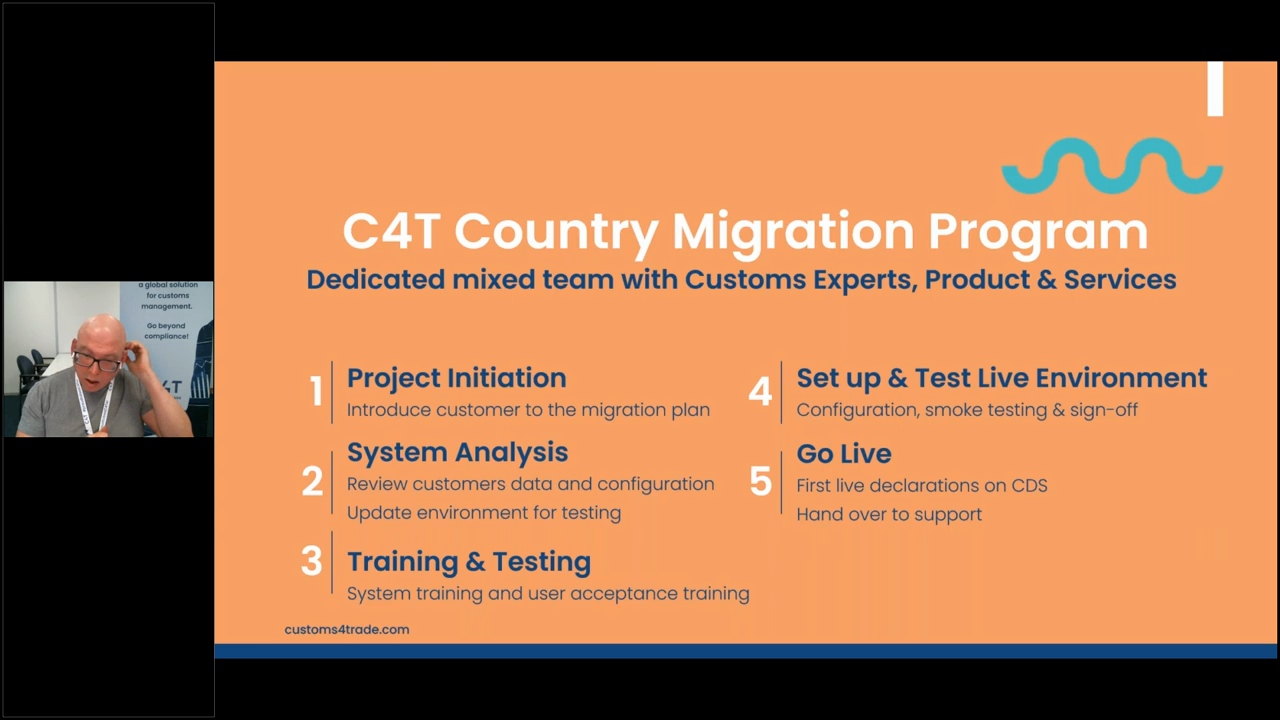 a global solution
for customs
management.
Go beyond
compliance!
C4T Country Migration Program
Dedicated mixed team with Customs Experts, Product & Services
1
Project Initiation
Introduce customer to the migration plan
2
System Analysis
Review customers data and configuration
Update environment for testing
3
Training & Testing
System training and user acceptance training
4
Set up & Test Live Environment
Configuration, smoke testing & sign-off
5
Go Live
First live declarations on CDS
Hand over to support
customs4trade.com